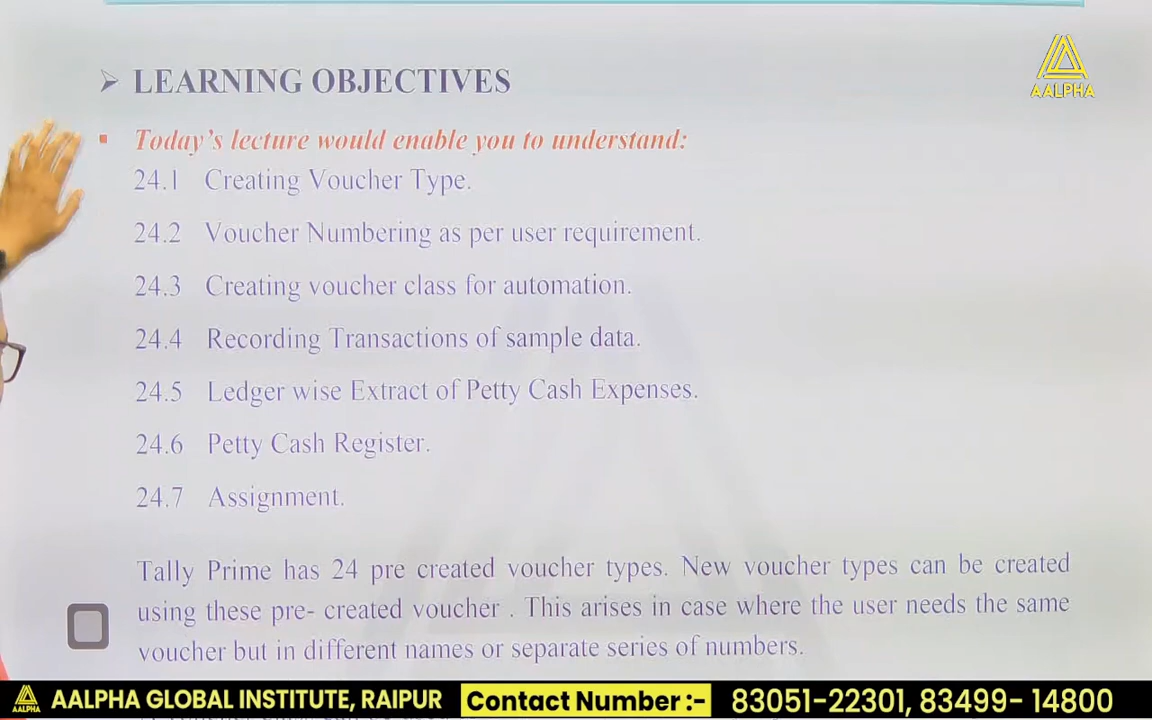 AALPHA
➢ LEARNING OBJECTIVES
▪ Today's lecture would enable you to understand:
24.1 Creating Voucher Type.
24.2 Voucher Numbering as per user requirement.
24.3 Creating voucher class for automation.
24.4 Recording Transactions of sample data.
24.5 Ledger wise Extract of Petty Cash Expenses.
24.6 Petty Cash Register.
24.7 Assignment.
Tally Prime has 24 pre created voucher types. New voucher types can be created
using these pre- created voucher . This arises in case where the user needs the same
voucher but in different names or separate series of numbers.
AALPHA GLOBAL INSTITUTE, RAIPUR Contact Number :- 83051-22301, 83499- 14800